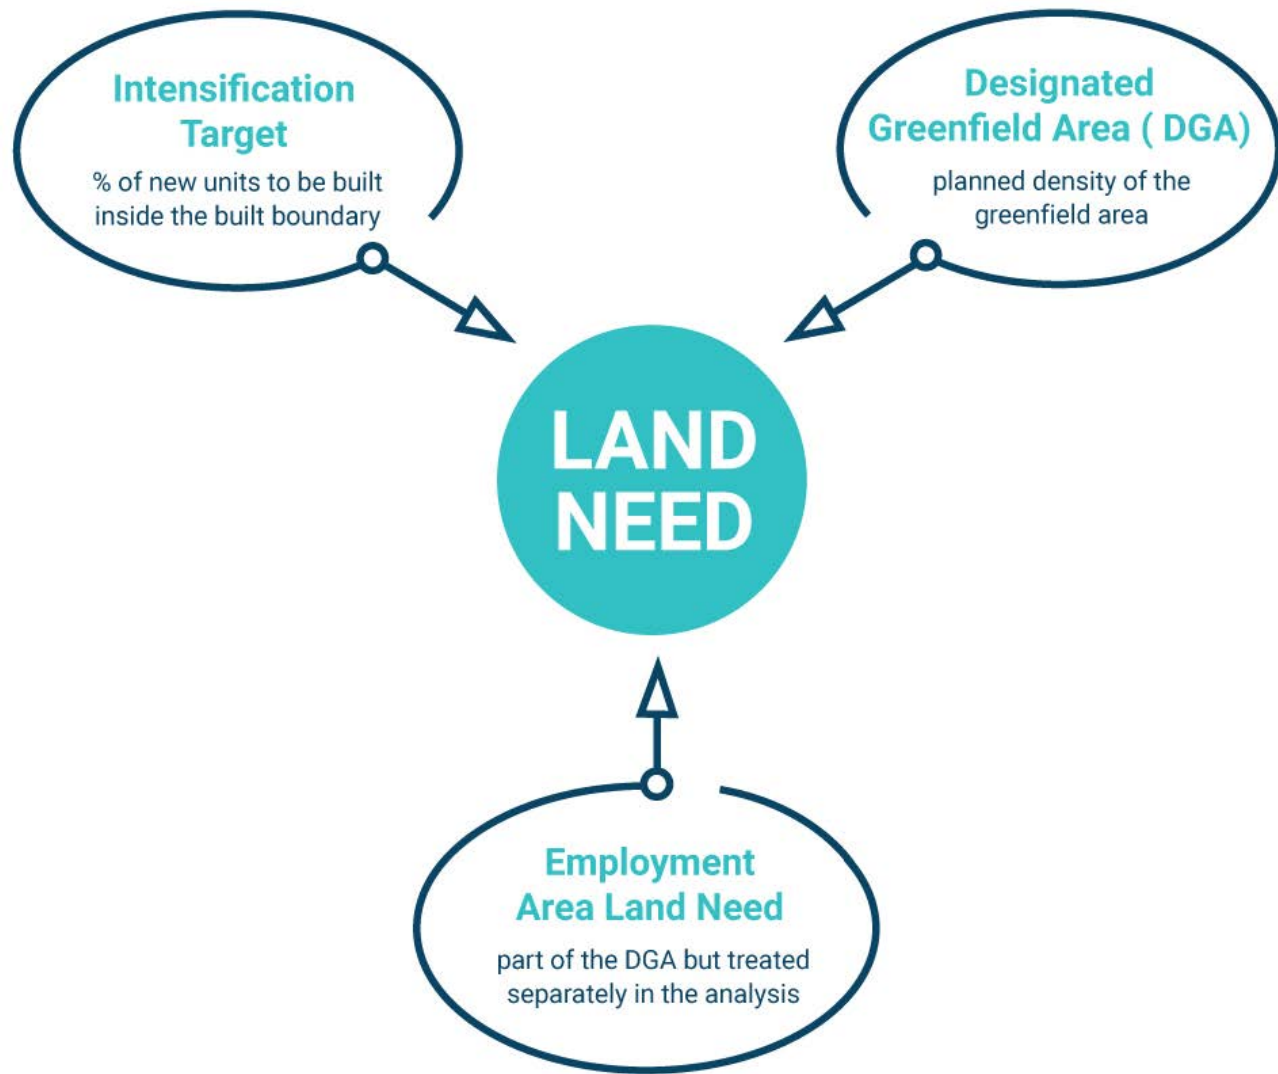 Intensification
Target
% of new units to be built
inside the built boundary
Designated
Greenfield Area ( DGA)
planned density of the
greenfield area
LAND
NEED
Employment
Area Land Need
part of the DGA but treated
separately in the analysis